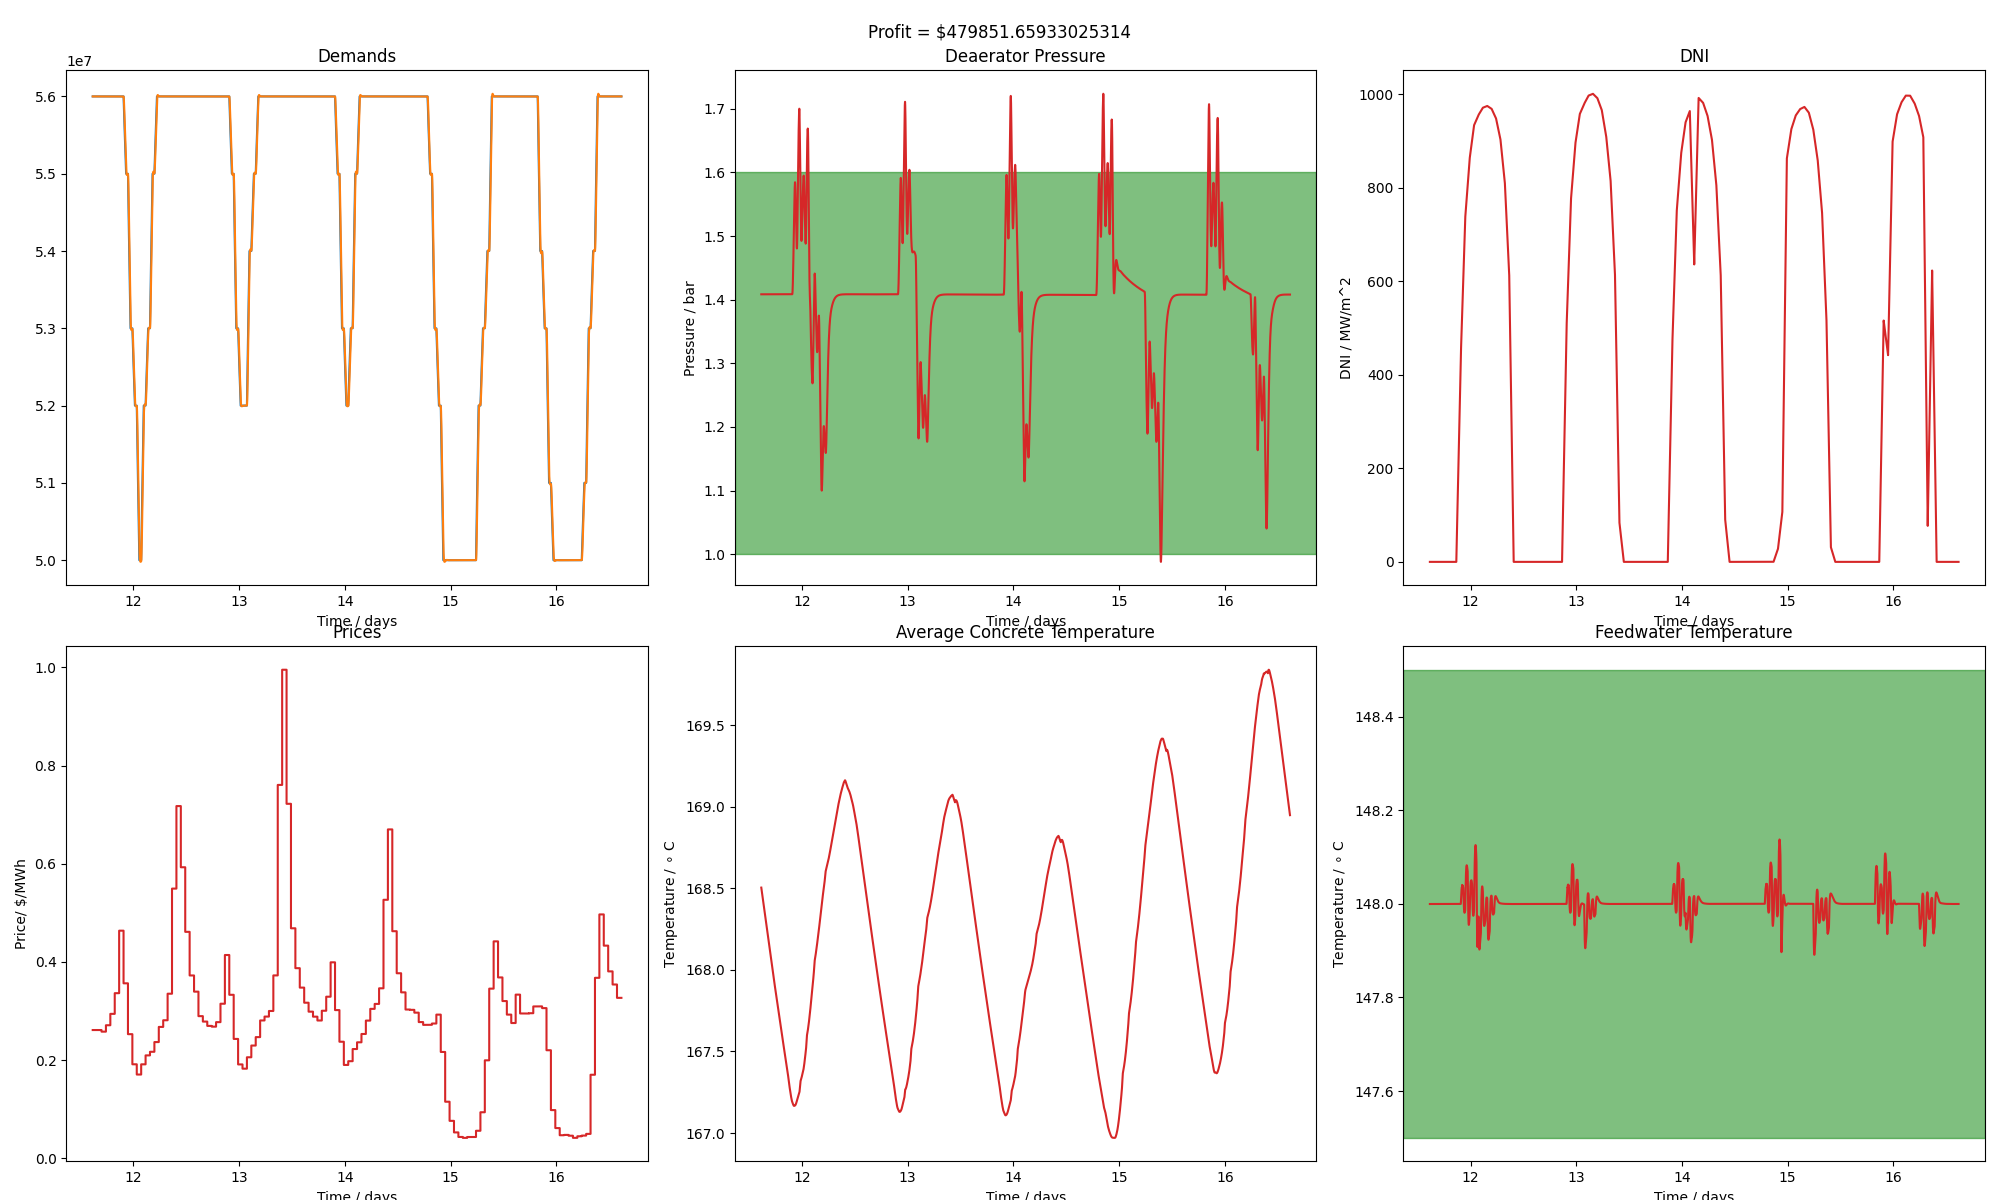 Profit = $479851.65933025314
Demands
1e7
5.6
5.5
5.4
5.3
5.2
5.1
5.0
12 13 14 15 16
Time / days
Deaerator Pressure
Pressure / bar
1.7
1.6
1.5
1.4
1.3
1.2
1.1
1.0
12 13 14 15 16
Time / days
DNI
DNI / MW/m^2
1000
800
600
400
200
0
12 13 14 15 16
Time / days
Prices
Price/ $/MWh
1.0
0.8
0.6
0.4
0.2
0.0
12 13 14 15 16
Time / days
Average Concrete Temperature
Temperature / ∘ C
169.5
169.0
168.5
168.0
167.5
167.0
12 13 14 15 16
Time / days
Feedwater Temperature
Temperature / ∘ C
148.4
148.2
148.0
147.8
147.6
12 13 14 15 16
Time / days